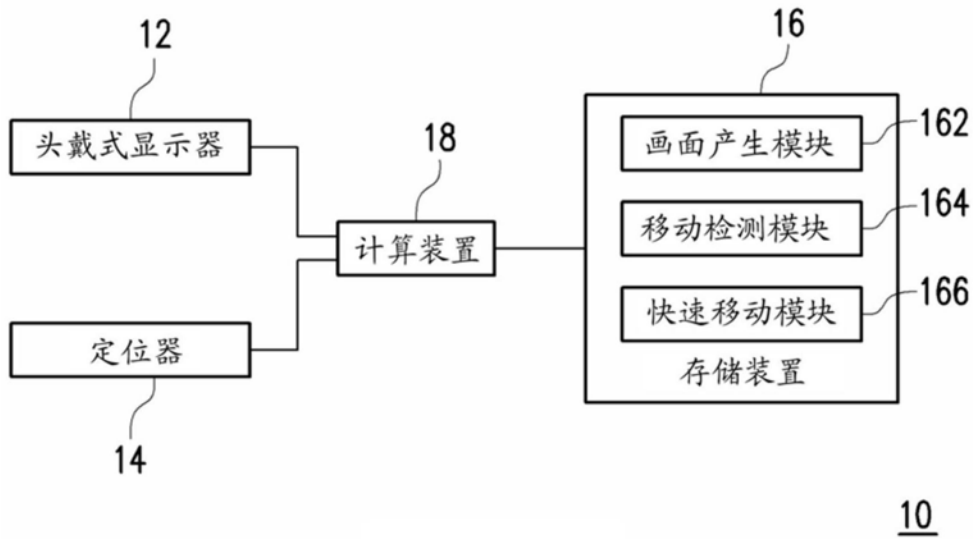 12
头戴式显示器
18
计算装置
定位器
14
16
画面产生模块
162
移动检测模块
164
快速移动模块
166
存储装置
10